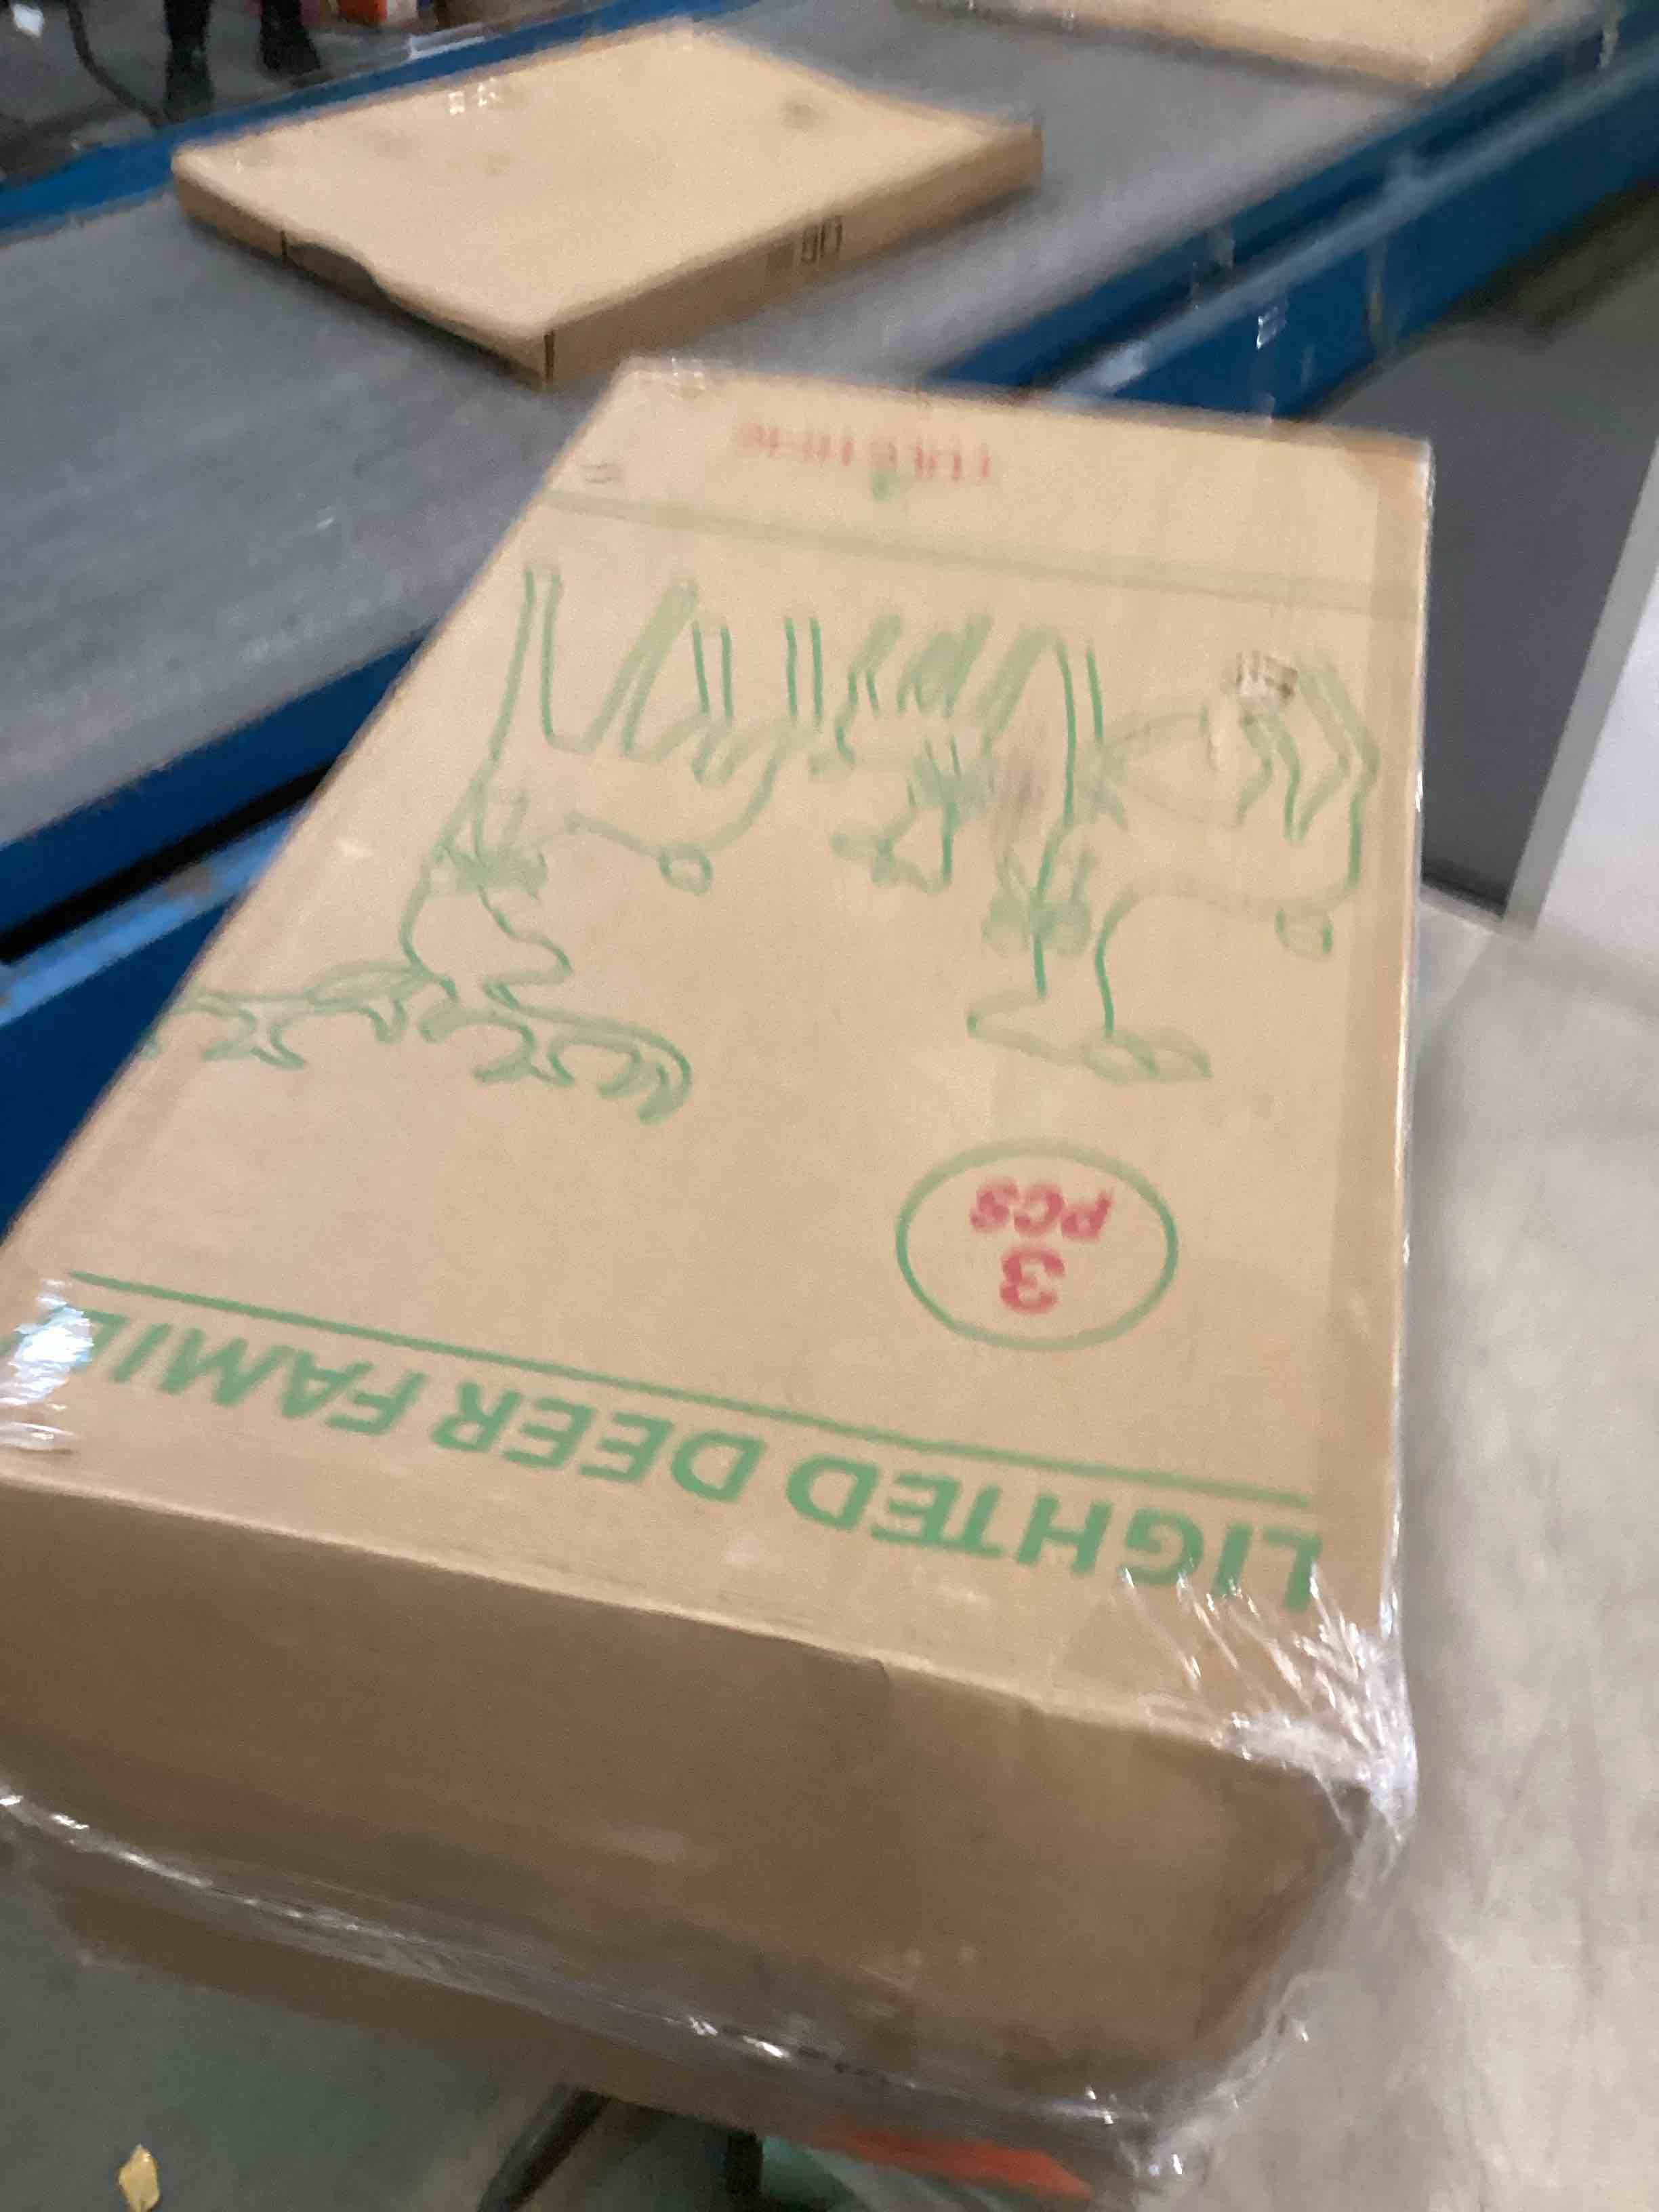 LIGHTED DEER FAMIL
3
PCS